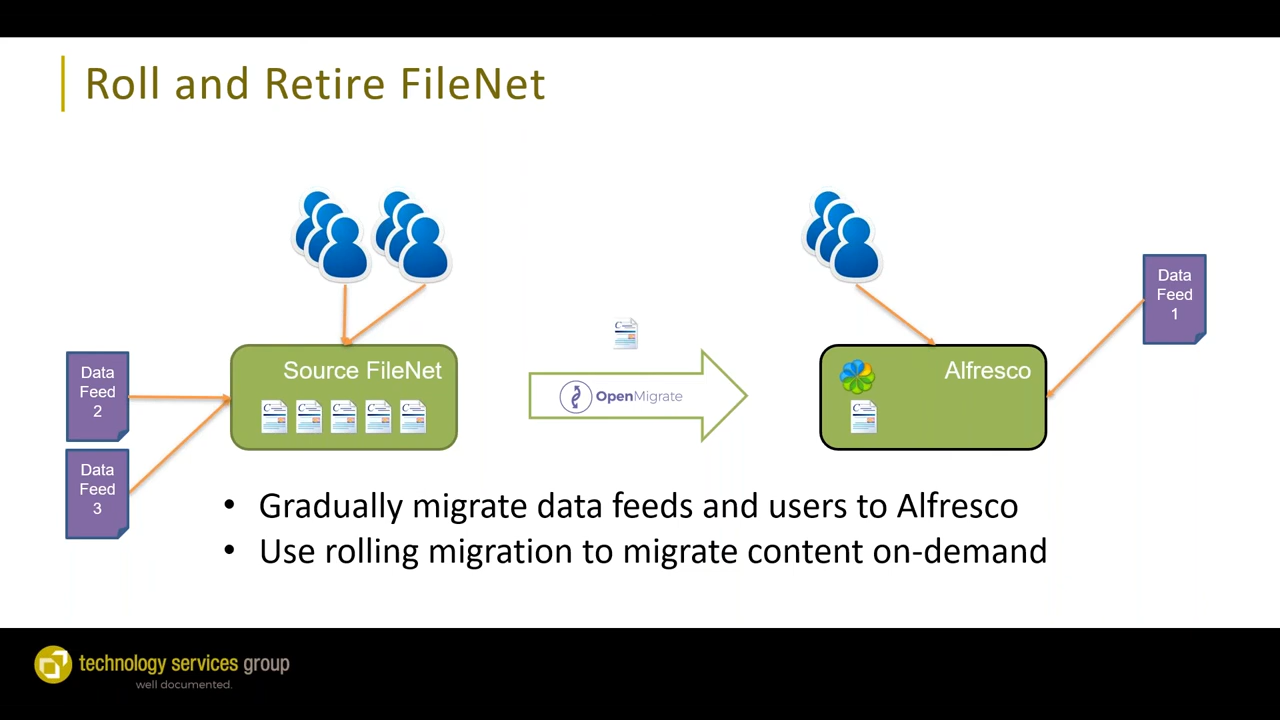 Roll and Retire FileNet
Data
Feed
1
Source FileNet
Alfresco
Data
Feed
2
OpenMigrate
Data
Feed
3
• Gradually migrate data feeds and users to Alfresco
• Use rolling migration to migrate content on-demand
technology services group
well documented.